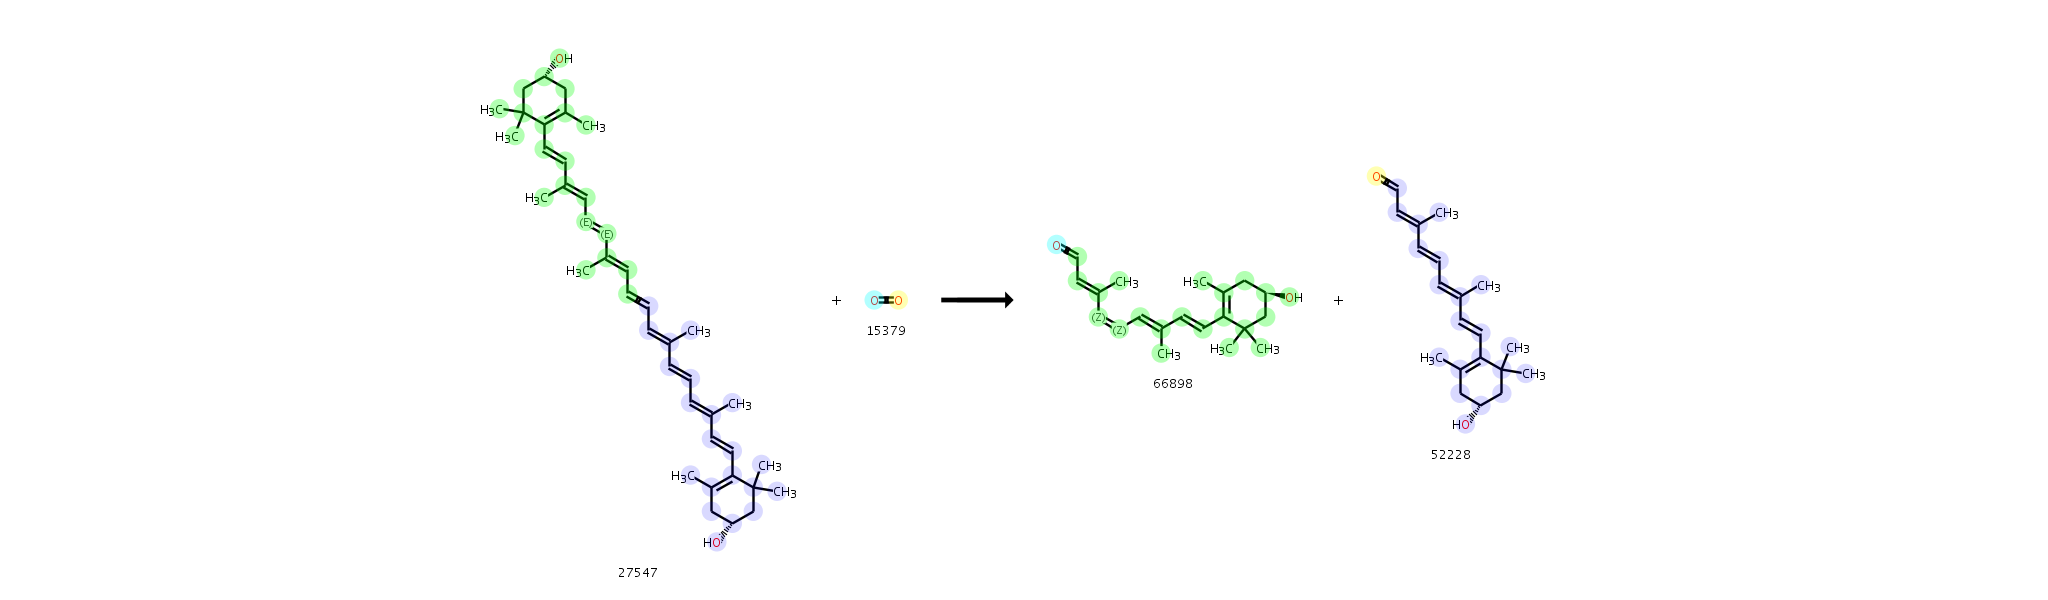 OH
H3C
H3C
CH3
H3C
(E)
(E)
H3C
CH3
CH3
H3C
CH3
CH3
HO
27547
+
O O
15379
O
CH3
(Z)
(Z)
CH3
H3C
OH
H3C
CH3
66898
+
O
CH3
CH3
H3C
CH3
CH3
HO
52228